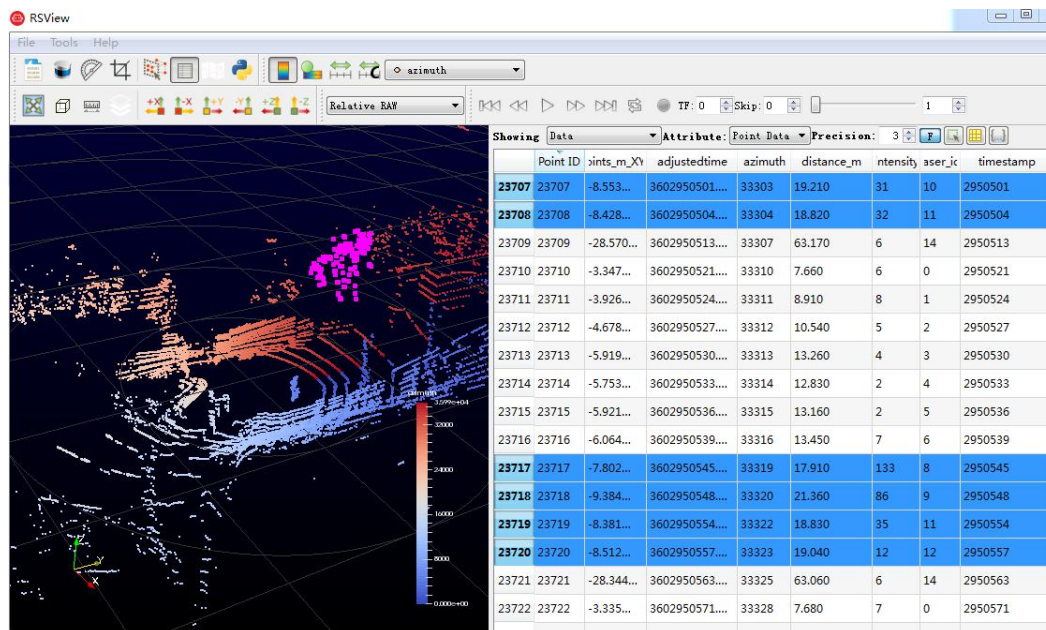 RSView
File Tools Help
azimuth
Relative RAW TF: 0 Skip: 0 1
Showing Data Attribute: Point Data Precision: 3 F
Point ID adjustedtime azimuth distance_m ntensity timestamp
23707 23707 -8.553... 3602950501.... 33303 19.210 31 10 2950501
23708 23708 -8.428... 3602950504.... 33304 18.820 32 11 2950504
23709 23709 -28.570... 3602950513.... 33307 63.170 6 14 2950513
23710 23710 -3.347... 3602950521.... 33310 7.660 6 0 2950521
23711 23711 -3.926... 3602950524.... 33311 8.910 8 1 2950524
23712 23712 -4.678... 3602950527.... 33312 10.540 5 2 2950527
23713 23713 -5.919... 3602950530.... 33313 13.260 4 3 2950530
23714 23714 -5.753... 3602950533.... 33314 12.830 2 4 2950533
23715 23715 -5.921... 3602950536.... 33315 13.160 2 5 2950536
23716 23716 -6.064... 3602950539.... 33316 13.450 7 6 2950539
23717 23717 -7.802... 3602950545.... 33319 17.910 133 8 2950545
23718 23718 -9.384... 3602950548.... 33320 21.360 86 9 2950548
23719 23719 -8.381... 3602950554.... 33322 18.830 35 11 2950554
23720 23720 -8.512... 3602950557.... 33323 19.040 12 12 2950557
23721 23721 -28.344... 3602950563.... 33325 63.060 6 14 2950563
23722 23722 -3.335... 3602950571.... 33328 7.680 7 0 2950571
3.599e+04
32000
24000
16000
8000
0.000e+00
Y
X